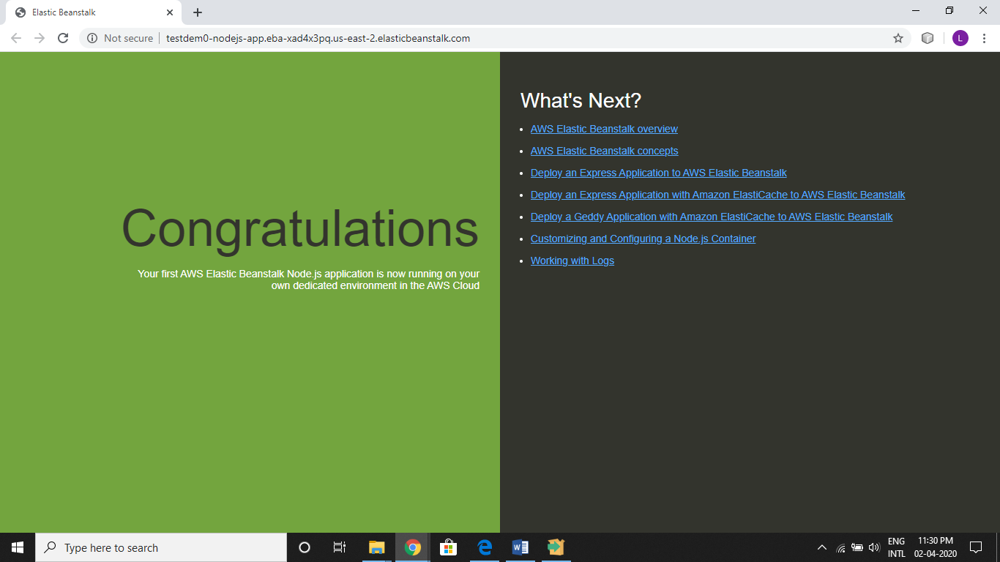 Elastic Beanstalk
Not secure
testdem0-nodejs-app.eba-xad4x3pq.us-east-2.elasticbeanstalk.com
L
Congratulations
Your first AWS Elastic Beanstalk Node.js application is now running on your
own dedicated environment in the AWS Cloud
What's Next?
AWS Elastic Beanstalk overview
AWS Elastic Beanstalk concepts
Deploy an Express Application to AWS Elastic Beanstalk
Deploy an Express Application with Amazon ElastiCache to AWS Elastic Beanstalk
Deploy a Geddy Application with Amazon ElastiCache to AWS Elastic Beanstalk
Customizing and Configuring a Node.js Container
Working with Logs
Type here to search
W
ENG
INTL
11:30 PM
02-04-2020